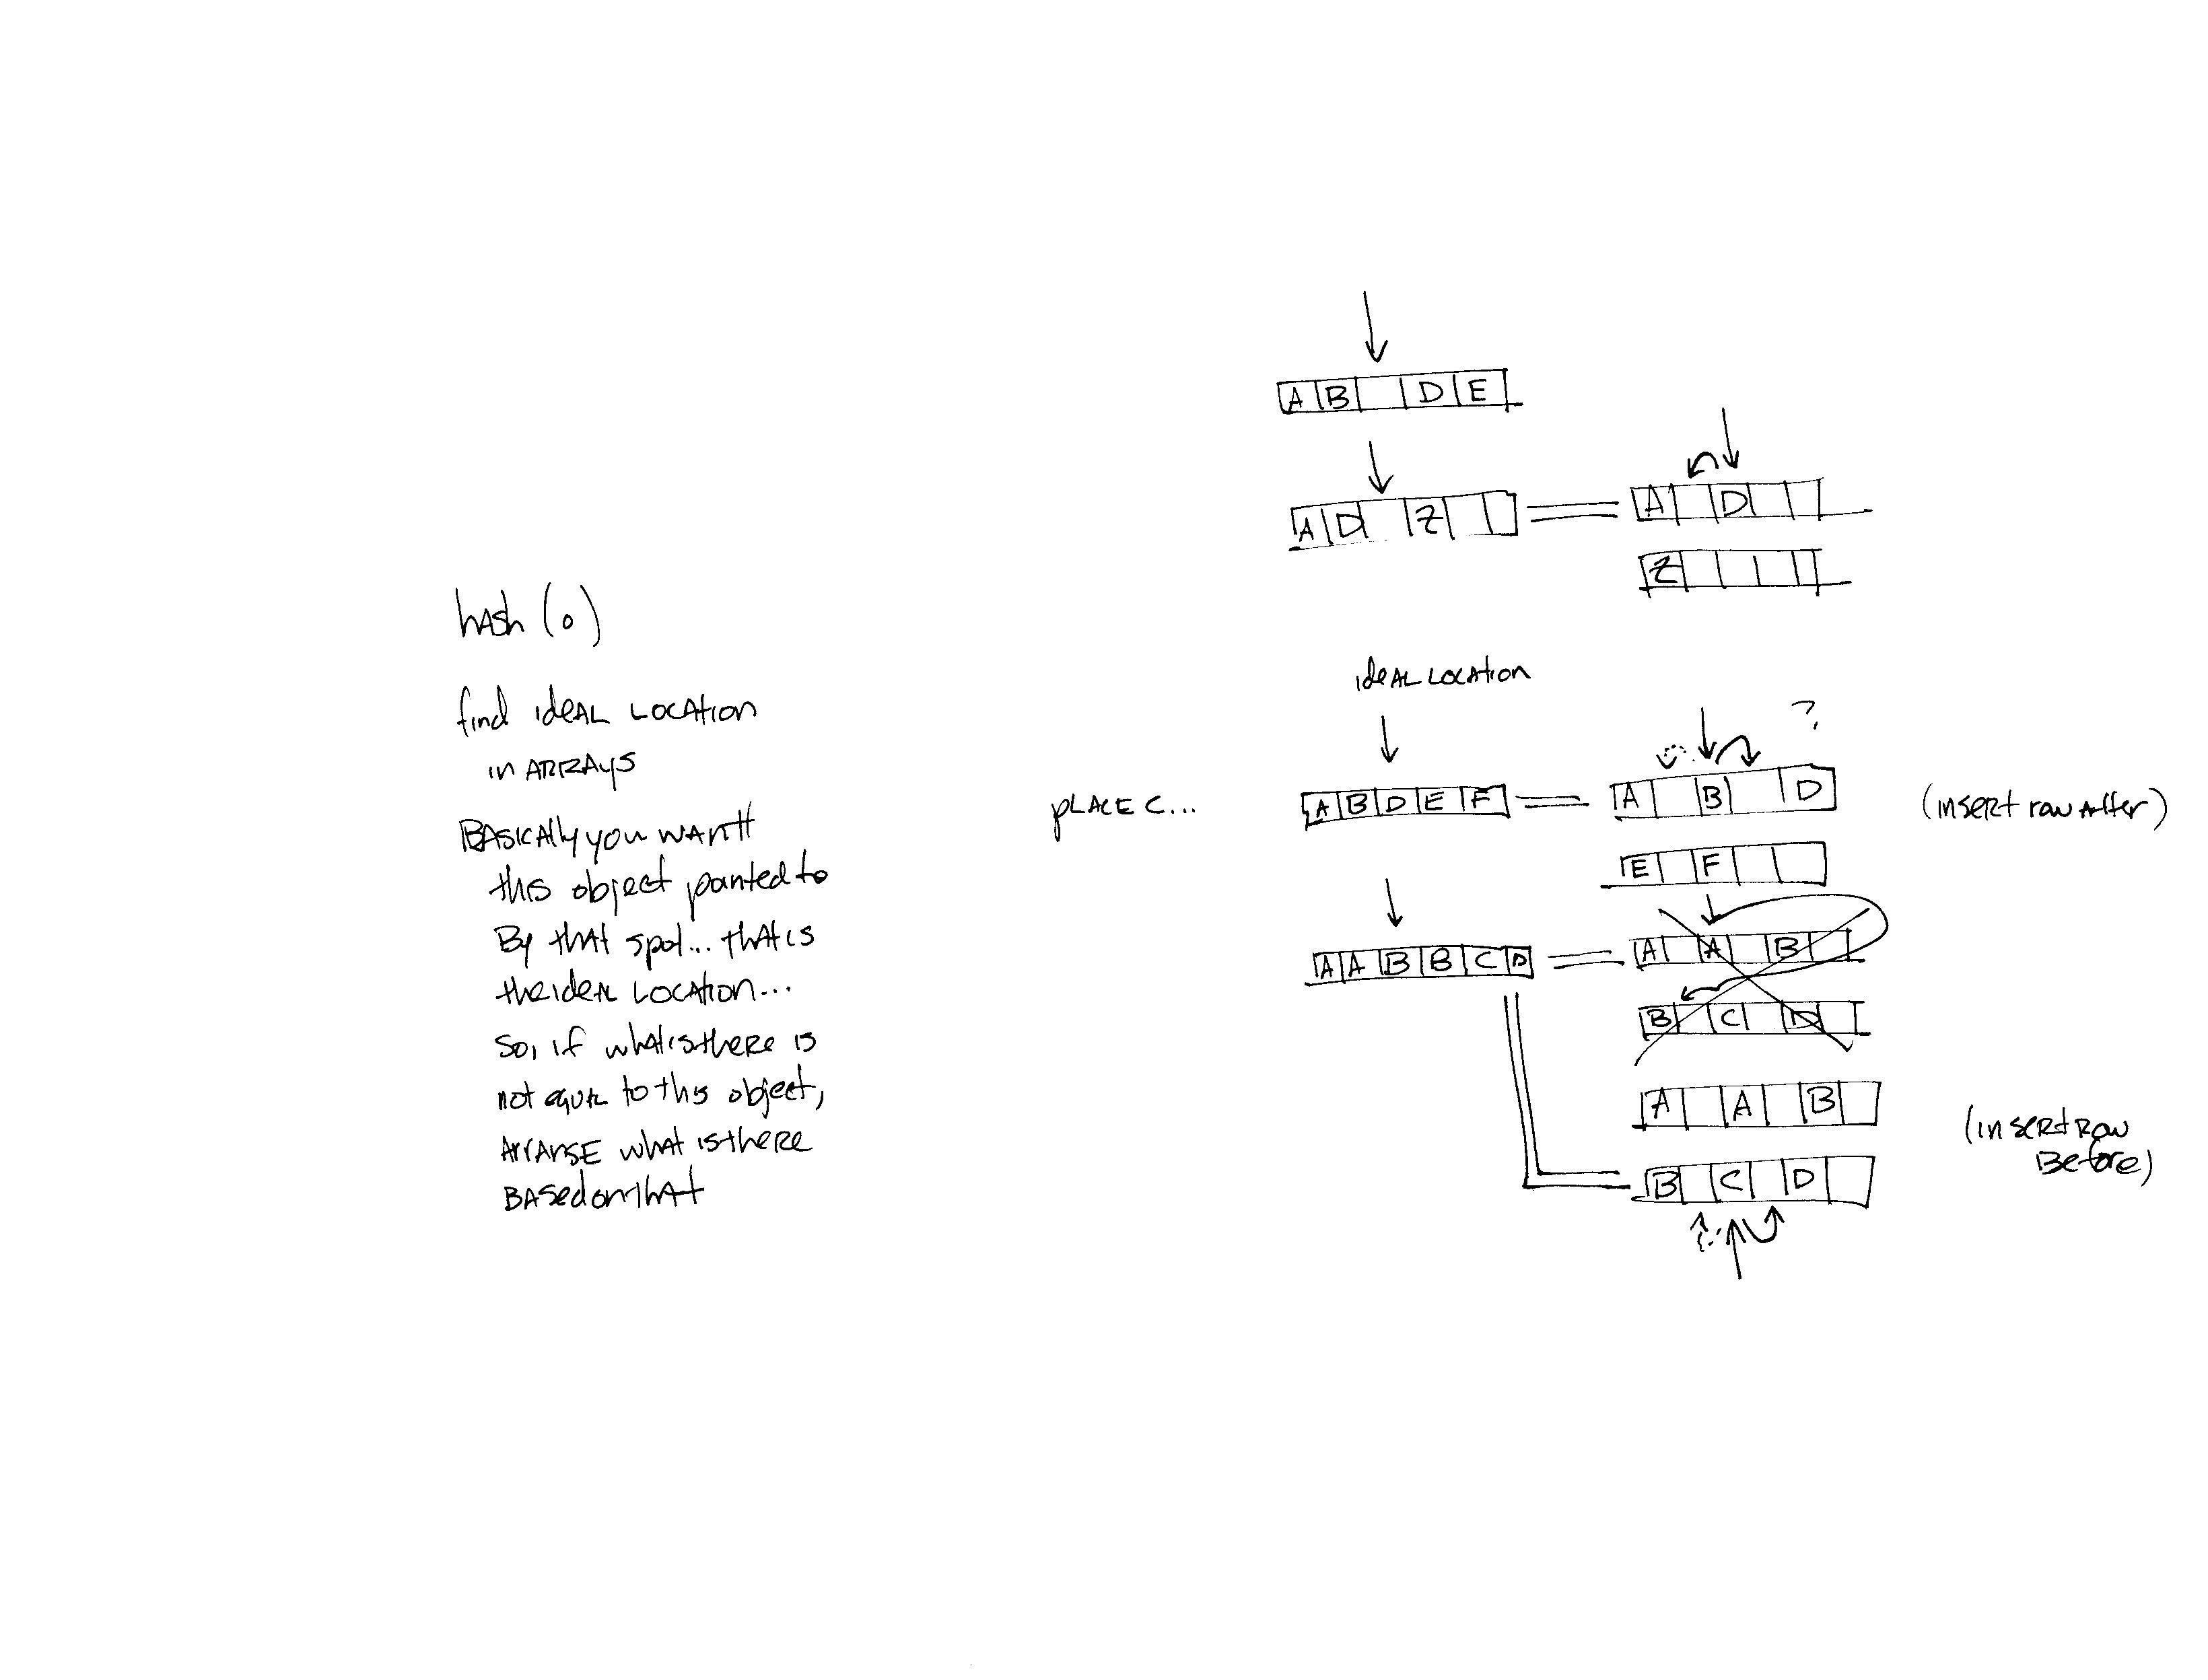 hash (o)
find ideal location
in arrays
Basically you want
this object pointed to
by that spot... that is
the ideal location...
So, if what is there is
not equal to this object,
arrange what is there
based on that
A B D E
A D Z
A D
Z
ideal location
?
place C...
A B D E F
A B D
(insert row after)
E F
A A B B C D
A A B
B C D
A A B
(insert row
before)
B C D